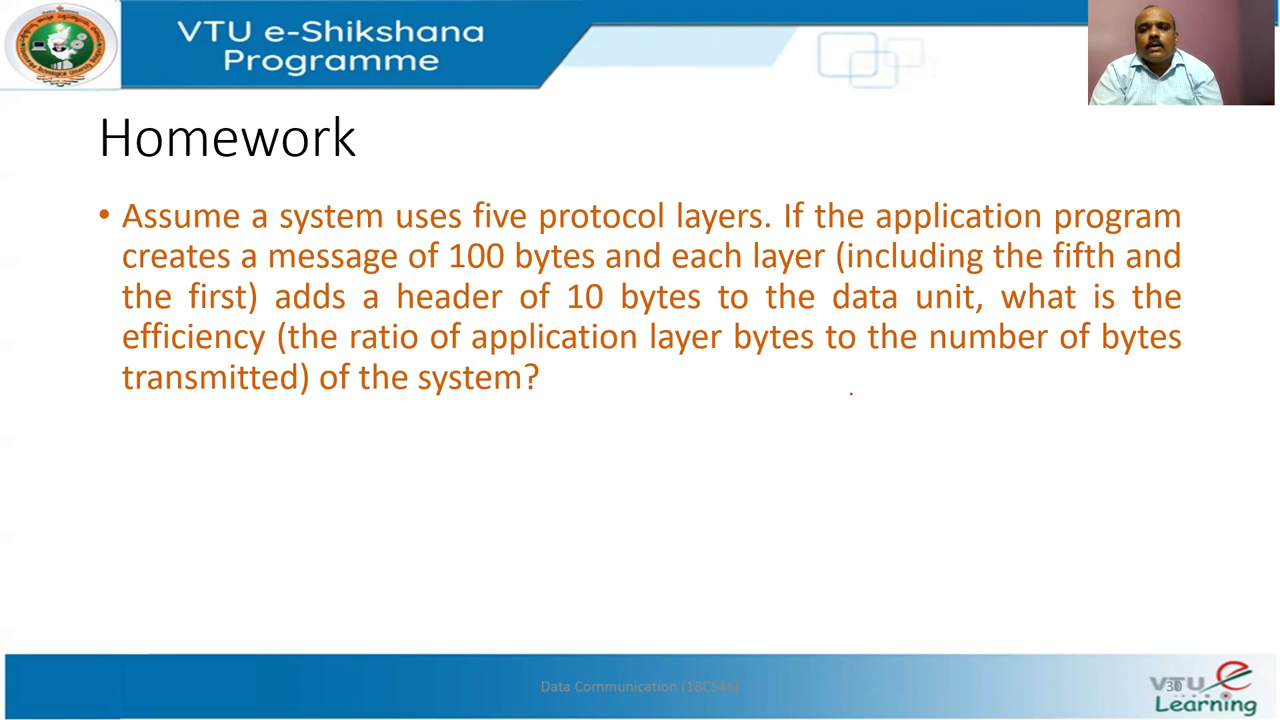 VTU e-Shikshana
Programme
Homework
• Assume a system uses five protocol layers. If the application program
creates a message of 100 bytes and each layer (including the fifth and
the first) adds a header of 10 bytes to the data unit, what is the
efficiency (the ratio of application layer bytes to the number of bytes
transmitted) of the system?
Data Communication (18CS46)
30
VTU e
Learning